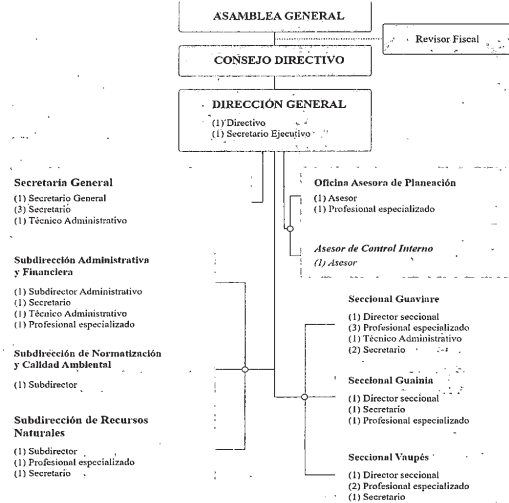 ASAMBLEA GENERAL
Revisor Fiscal
CONSEJO DIRECTIVO
DIRECCIÓN GENERAL
(1) Directivo
(1) Secretario Ejecutivo
Secretaría General
(1) Secretario General
(3) Secretario
(1) Técnico Administrativo
Oficina Asesora de Planeación
(1) Asesor
(1) Profesional especializado
Asesor de Control Interno
(1) Asesor
Subdirección Administrativa
y Financiera
(1) Subdirector Administrativo
(1) Secretario
(1) Técnico Administrativo
(1) Profesional especializado
Subdirección de Normatización
y Calidad Ambiental
(1) Subdirector
Subdirección de Recursos
Naturales
(1) Subdirector
(1) Profesional especializado
(1) Secretario
Seccional Guaviare
(1) Director seccional
(3) Profesional especializado
(1) Técnico Administrativo
(2) Secretario
Seccional Guainia
(1) Director seccional
(1) Secretario
(1) Profesional especializado
Seccional Vaupés
(1) Director seccional
(2) Profesional especializado
(1) Secretario